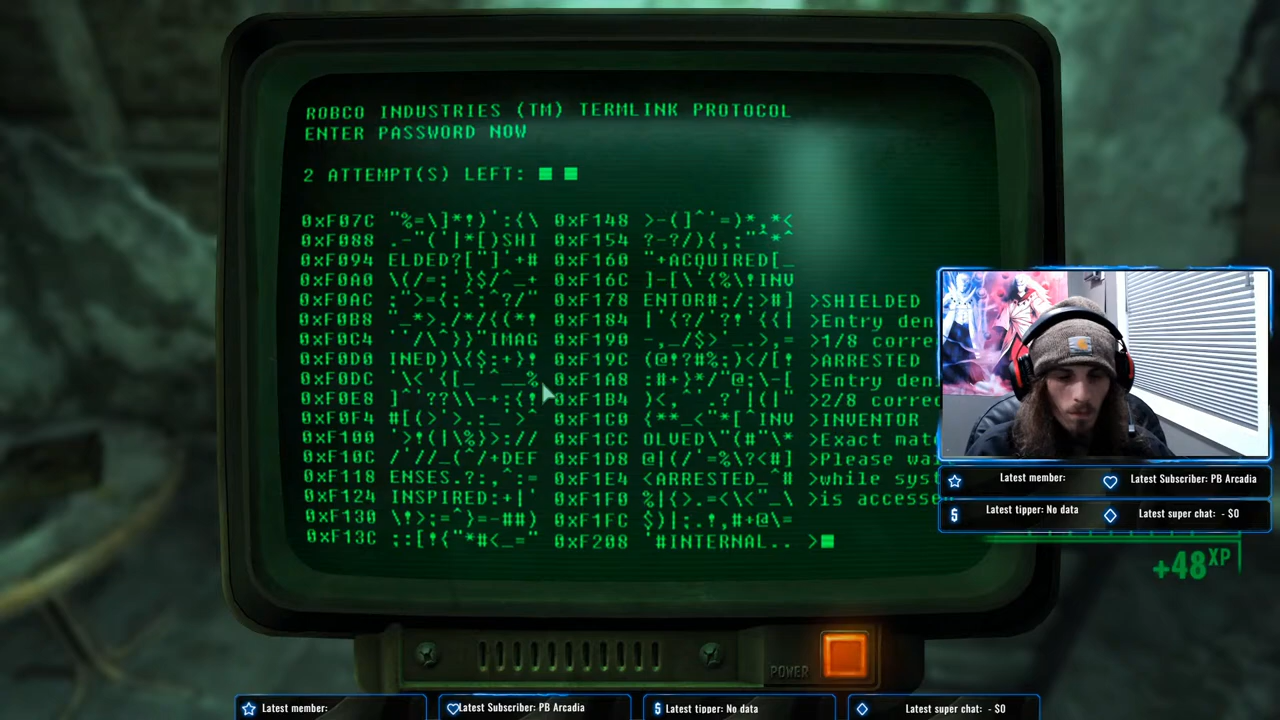 ROBCO INDUSTRIES (TM) TERMLINK PROTOCOL
ENTER PASSWORD NOW
2 ATTEMPT(S) LEFT: ■ ■
0xF07C "%=\]*!)`:{\ 0xF148 >-(]^'=)*,*<
0xF088 .-"('|*[)SHI 0xF154 ?-?/){,:"^*^
0xF094 ELDED?["]'+# 0xF160 "+ACQUIRED[_
0xF0A0 \(/=;'}$/^_+ 0xF16C ]-[\'{%\!INV
0xF0AC ;">={;^;^?/" 0xF178 ENTOR#;/;>#] >SHIELDED
0xF0B8 "_*>./*/{(*! 0xF184 |'{?/'?!'{{| >Entry den
0xF0C4 ''/\^}}"IMAG 0xF190 -,_/$>'_.>,= >1/8 corre
0xF0D0 INED)\{$:+}! 0xF19C (@!?#%;)</[! >ARRESTED
0xF0DC '\<'{[_'^__% 0xF1A8 :#+}*/"@;\-[ >Entry den
0xF0E8 ]^'??\\-+:{! 0xF1B4 )<,^".?'|(|" >2/8 correc
0xF0F4 #[(>'>.:_'>^ 0xF1C0 {**_<"*[^INV >INVENTOR
0xF100 '>!(|\%}>:// 0xF1CC OLVED\"(#"\* >Exact mat
0xF10C /'//_(^/+DEF 0xF1D8 @|(/'=%\?<#] >Please wa
0xF118 ENSES.?:,^:= 0xF1E4 <ARRESTED_^# >while syst
0xF124 INSPIRED:+|' 0xF1F0 %|{>.=<\<"_\ >is accesse
0xF130 \!>;=^}=-##) 0xF1FC $)|;.!,#+@\=
0xF13C ;:[!{"*#<_=" 0xF208 '#INTERNAL.. >■
POWER
+48XP
Latest member:
Latest Subscriber: PB Arcadia
Latest tipper: No data
Latest super chat: - $0
Latest member:
Latest Subscriber: PB Arcadia
Latest tipper: No data
Latest super chat: - $0